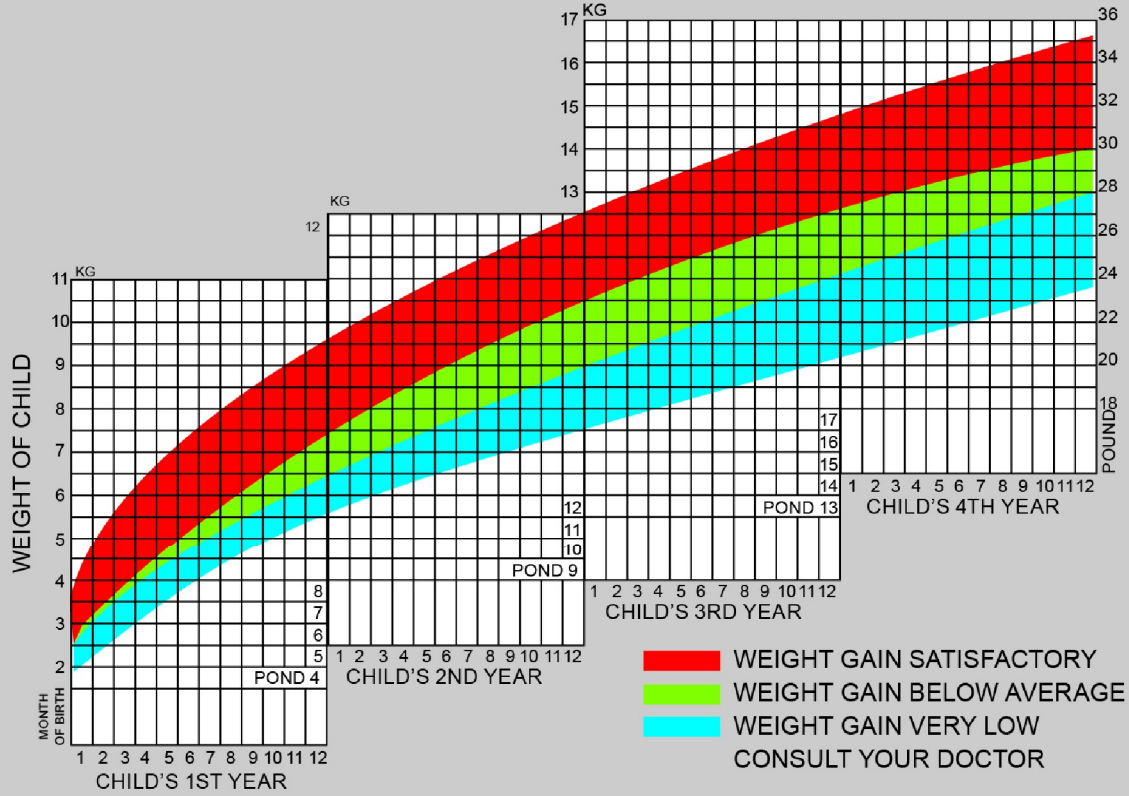 17 KG
36
16
34
15
32
14
30
13
28
KG
12
26
11 KG
24
10
22
9
20
8
18
7
17
6
16
5
15
4
14
3
POND 13
2
12
11
10
POND 9
8
7
6
5
POND 4
WEIGHT OF CHILD
POUND
MONTH
OF BIRTH
1 2 3 4 5 6 7 8 9 10 11 12
CHILD'S 1ST YEAR
1 2 3 4 5 6 7 8 9 10 11 12
CHILD'S 2ND YEAR
1 2 3 4 5 6 7 8 9 10 11 12
CHILD'S 3RD YEAR
1 2 3 4 5 6 7 8 9 10 11 12
CHILD'S 4TH YEAR
WEIGHT GAIN SATISFACTORY
WEIGHT GAIN BELOW AVERAGE
WEIGHT GAIN VERY LOW
CONSULT YOUR DOCTOR